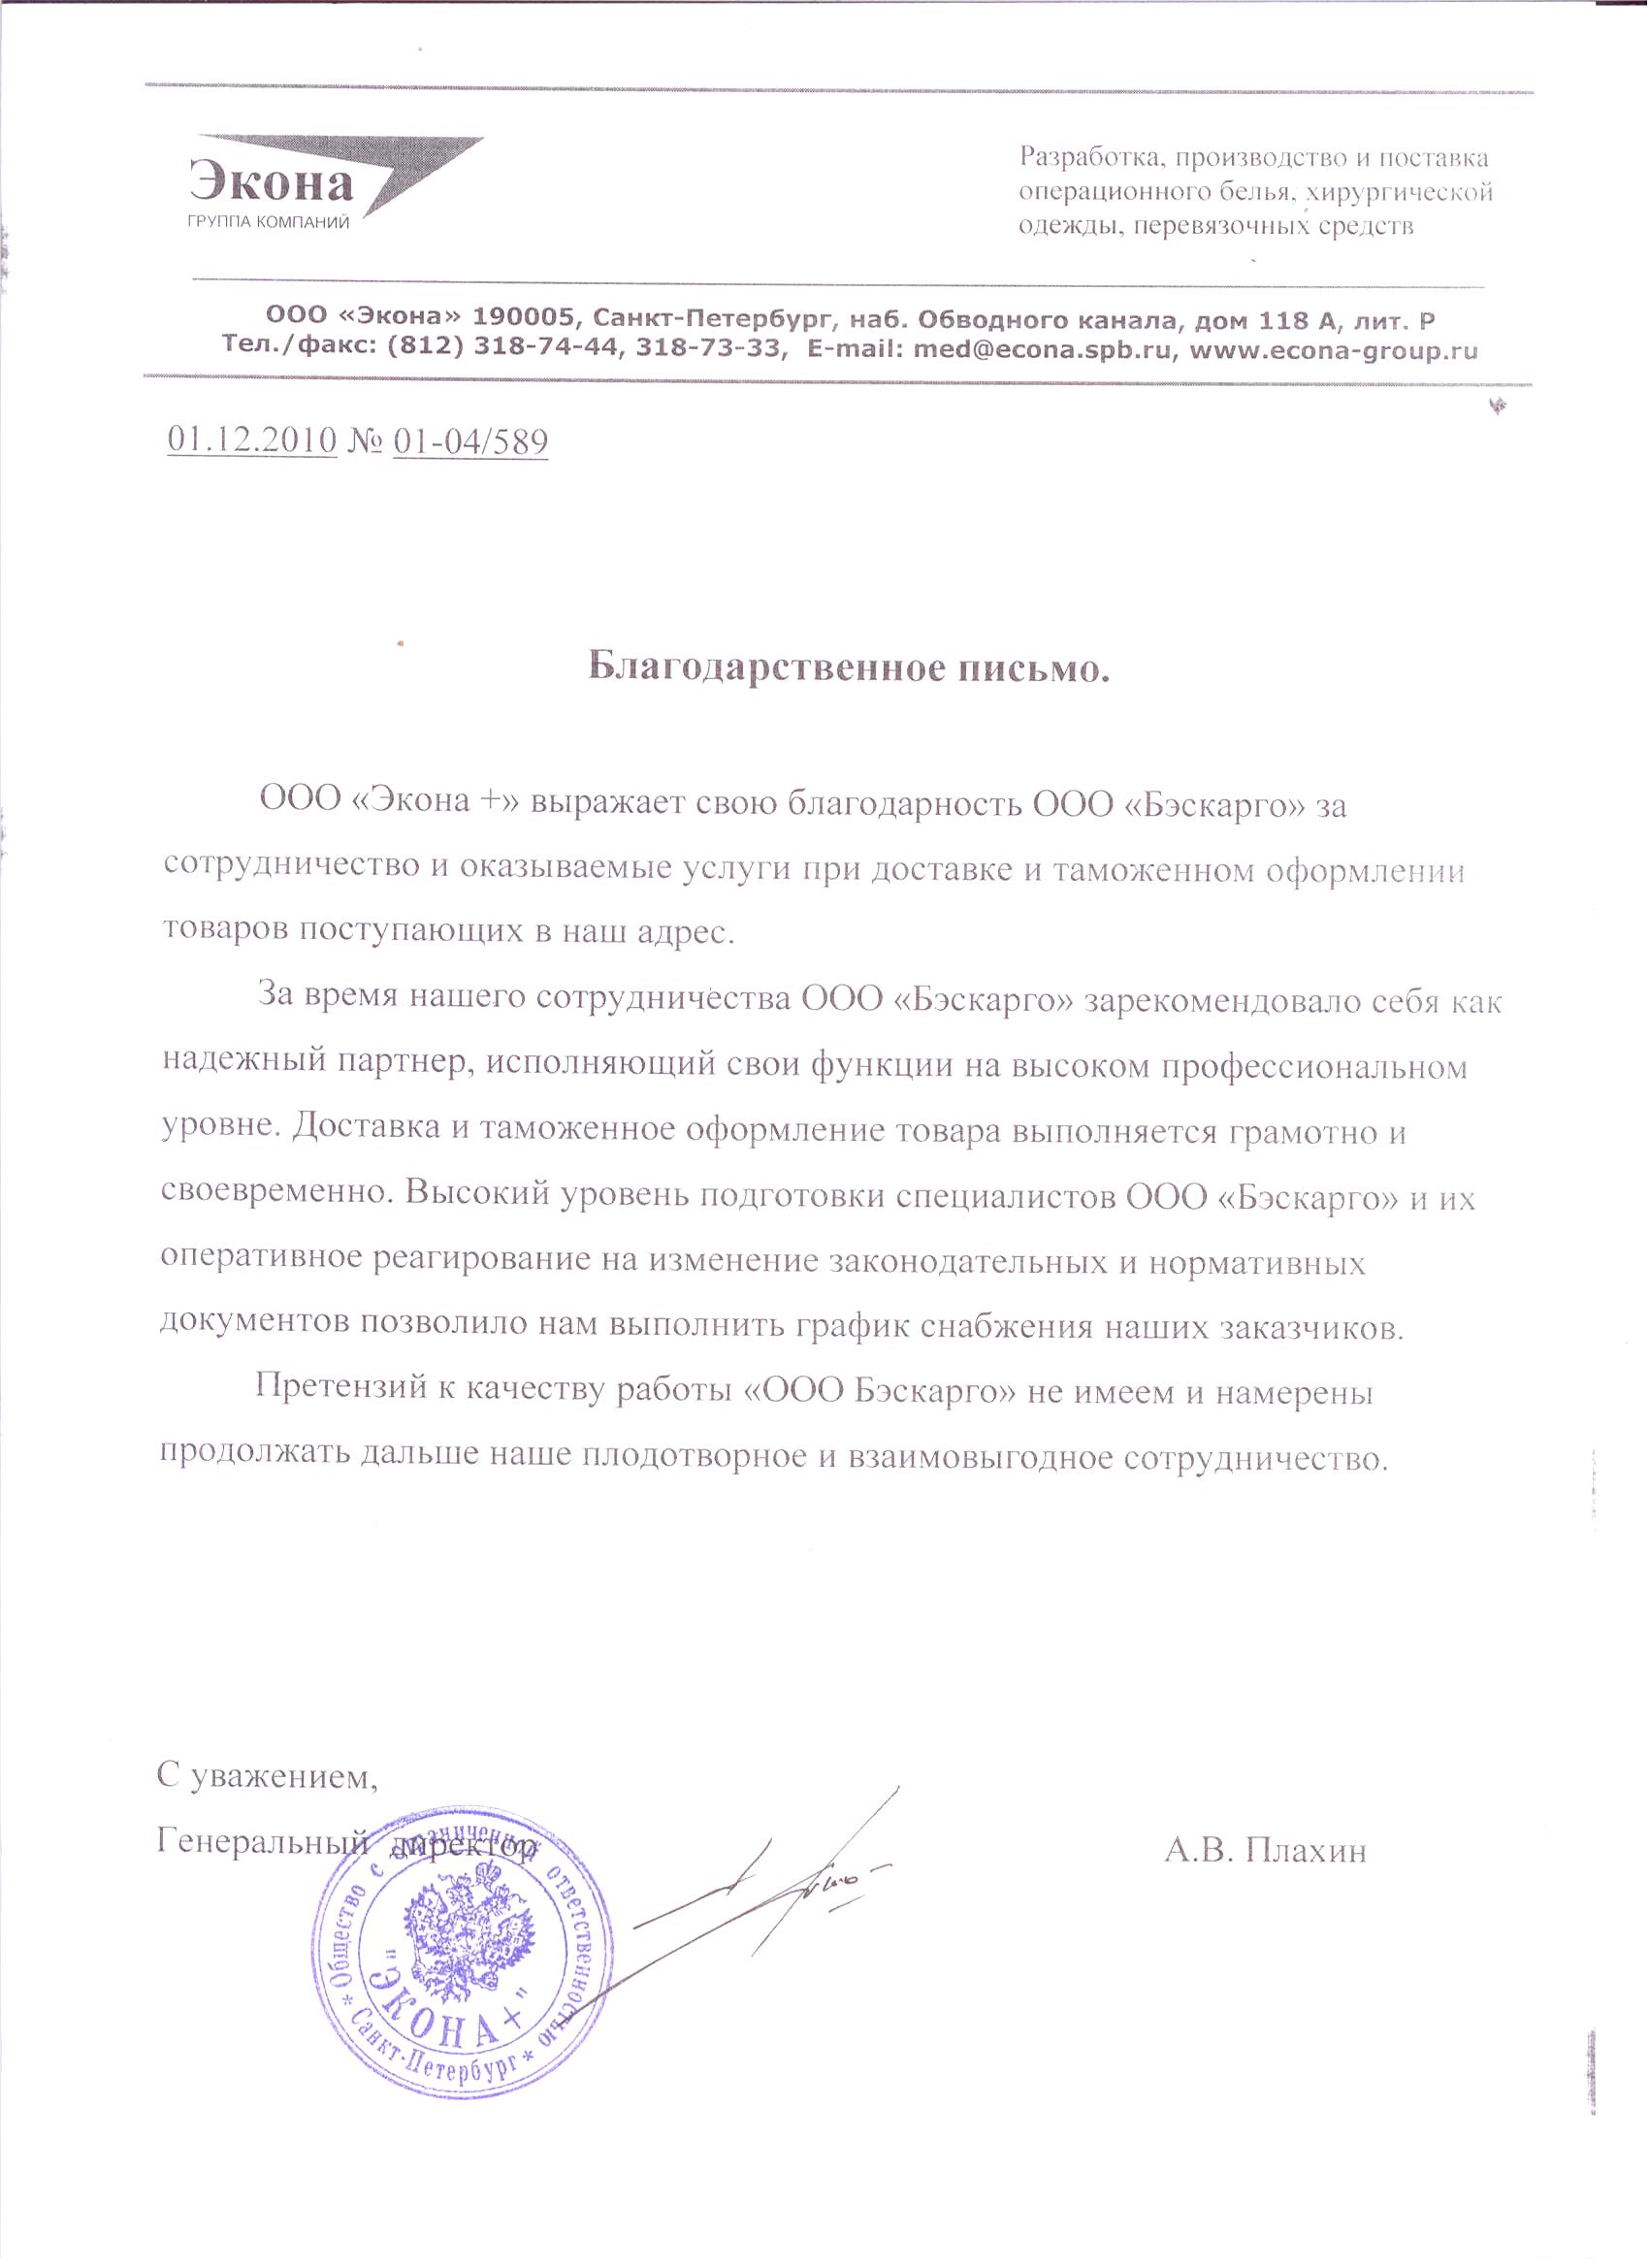 Экона
ГРУППА КОМПАНИЙ
Разработка, производство и поставка
операционного белья, хирургической
одежды, перевязочных средств
ООО «Экона» 190005, Санкт-Петербург, наб. Обводного канала, дом 118 А, лит. Р
Тел./факс: (812) 318-74-44, 318-73-33, E-mail: med@econa.spb.ru, www.econa-group.ru
01.12.2010 № 01-04/589
Благодарственное письмо.
ООО «Экона +» выражает свою благодарность ООО «Бэскарго» за
сотрудничество и оказываемые услуги при доставке и таможенном оформлении
товаров поступающих в наш адрес.
За время нашего сотрудничества ООО «Бэскарго» зарекомендовало себя как
надежный партнер, исполняющий свои функции на высоком профессиональном
уровне. Доставка и таможенное оформление товара выполняется грамотно и
своевременно. Высокий уровень подготовки специалистов ООО «Бэскарго» и их
оперативное реагирование на изменение законодательных и нормативных
документов позволило нам выполнить график снабжения наших заказчиков.
Претензий к качеству работы «ООО Бэскарго» не имеем и намерены
продолжать дальше наше плодотворное и взаимовыгодное сотрудничество.
С уважением,
Генеральный директор
А.В. Плахин
Общество с ограниченной ответственностью
"ЭКОНА+"
* Санкт-Петербург *